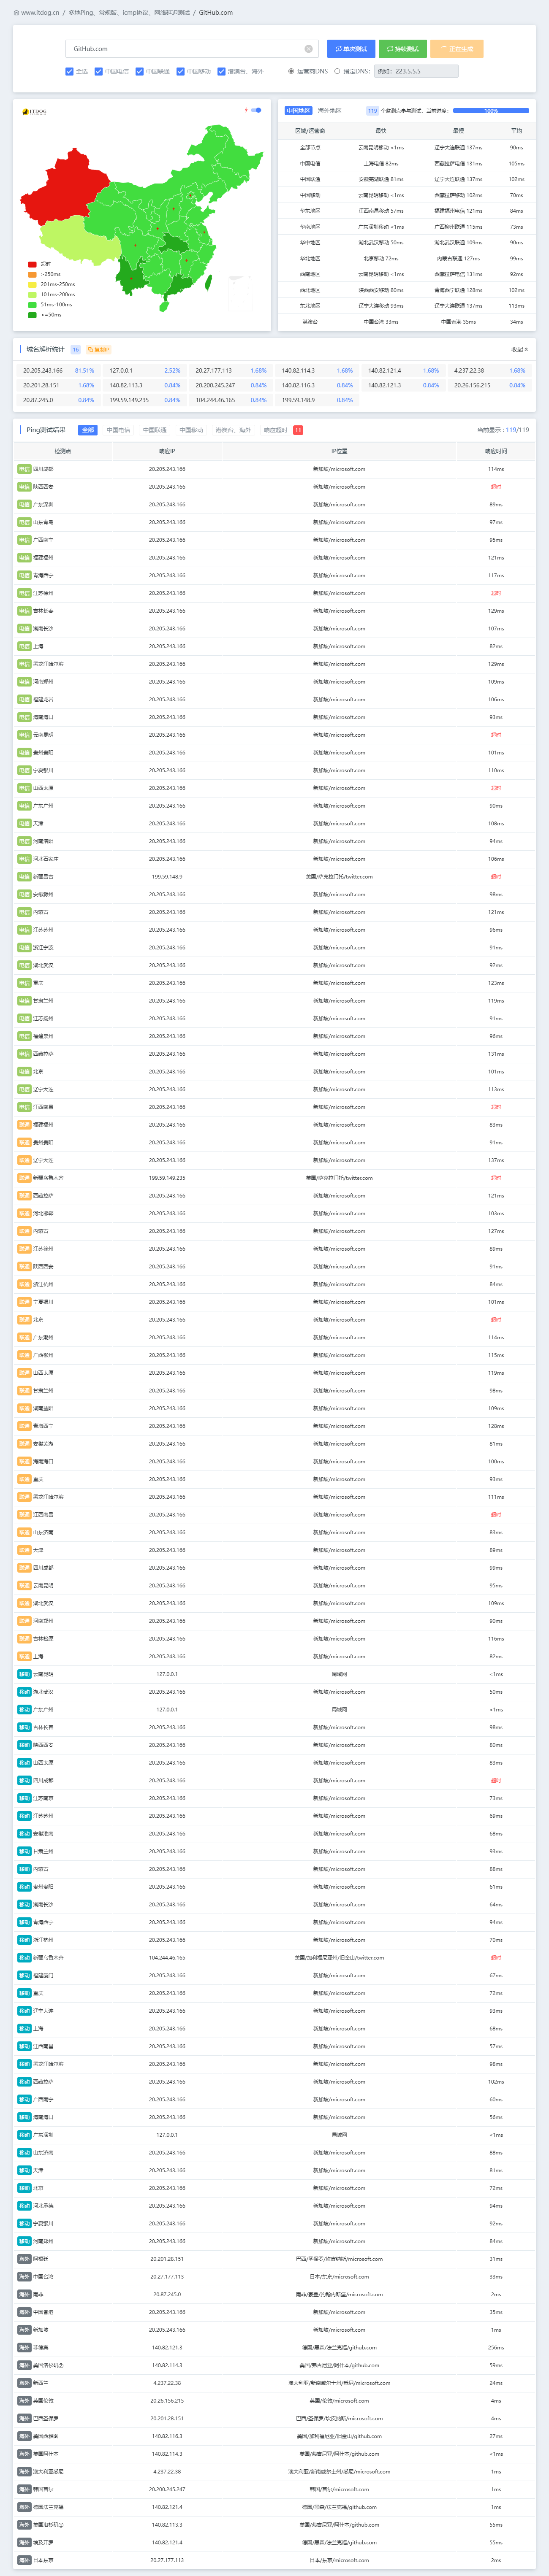 www.itdog.cn / 多地Ping、常规版、Icmp协议、网络延迟测试 / GitHub.com
GitHub.com 单次测试 持续测试 正在生成
全选 中国电信 中国联通 中国移动 港澳台、海外 运营商DNS 指定DNS: 例如: 223.5.5.5
ITDOG
超时
>250ms
201ms-250ms
101ms-200ms
51ms-100ms
<=50ms
中国地区 海外地区 119 个监测点参与测试，当前进度: 100%
区域/运营商 最快 最慢 平均
全部节点 云南昆明移动 <1ms 辽宁大连联通 137ms 90ms
中国电信 上海电信 82ms 西藏拉萨电信 131ms 105ms
中国联通 安徽芜湖联通 81ms 辽宁大连联通 137ms 102ms
中国移动 云南昆明移动 <1ms 西藏拉萨移动 102ms 70ms
华东地区 江西南昌移动 57ms 福建福州电信 121ms 84ms
华南地区 广东深圳移动 <1ms 广西柳州联通 115ms 73ms
华中地区 湖北武汉移动 50ms 湖北武汉联通 109ms 90ms
华北地区 北京移动 72ms 内蒙古联通 127ms 99ms
西南地区 云南昆明移动 <1ms 西藏拉萨电信 131ms 92ms
西北地区 陕西西安移动 80ms 青海西宁联通 128ms 102ms
东北地区 辽宁大连移动 93ms 辽宁大连联通 137ms 113ms
港澳台 中国台湾 33ms 中国香港 35ms 34ms
域名解析统计 16 收起
20.205.243.166 81.51% 127.0.0.1 2.52% 20.27.177.113 1.68% 140.82.114.3 1.68% 140.82.121.4 1.68% 4.237.22.38 1.68%
20.201.28.151 1.68% 140.82.113.3 0.84% 20.200.245.247 0.84% 140.82.116.3 0.84% 140.82.121.3 0.84% 20.26.156.215 0.84%
20.87.245.0 0.84% 199.59.149.235 0.84% 104.244.46.165 0.84% 199.59.148.9 0.84%
Ping测试结果 全部 中国电信 中国联通 中国移动 港澳台、海外 响应超时 11 当前显示：119/119
检测点 响应IP IP位置 响应时间
电信 四川成都 20.205.243.166 新加坡/microsoft.com 114ms
电信 陕西西安 20.205.243.166 新加坡/microsoft.com 超时
电信 广东深圳 20.205.243.166 新加坡/microsoft.com 89ms
电信 山东青岛 20.205.243.166 新加坡/microsoft.com 97ms
电信 广西南宁 20.205.243.166 新加坡/microsoft.com 95ms
电信 福建福州 20.205.243.166 新加坡/microsoft.com 121ms
电信 青海西宁 20.205.243.166 新加坡/microsoft.com 117ms
电信 江苏徐州 20.205.243.166 新加坡/microsoft.com 超时
电信 吉林长春 20.205.243.166 新加坡/microsoft.com 129ms
电信 湖南长沙 20.205.243.166 新加坡/microsoft.com 107ms
电信 上海 20.205.243.166 新加坡/microsoft.com 82ms
电信 黑龙江哈尔滨 20.205.243.166 新加坡/microsoft.com 129ms
电信 河南郑州 20.205.243.166 新加坡/microsoft.com 109ms
电信 福建龙岩 20.205.243.166 新加坡/microsoft.com 106ms
电信 海南海口 20.205.243.166 新加坡/microsoft.com 93ms
电信 云南昆明 20.205.243.166 新加坡/microsoft.com 超时
电信 贵州贵阳 20.205.243.166 新加坡/microsoft.com 101ms
电信 宁夏银川 20.205.243.166 新加坡/microsoft.com 110ms
电信 山西太原 20.205.243.166 新加坡/microsoft.com 超时
电信 广东广州 20.205.243.166 新加坡/microsoft.com 90ms
电信 天津 20.205.243.166 新加坡/microsoft.com 108ms
电信 河南洛阳 20.205.243.166 新加坡/microsoft.com 94ms
电信 河北石家庄 20.205.243.166 新加坡/microsoft.com 106ms
电信 新疆昌吉 199.59.148.9 美国/萨克拉门托/twitter.com 超时
电信 安徽滁州 20.205.243.166 新加坡/microsoft.com 98ms
电信 内蒙古 20.205.243.166 新加坡/microsoft.com 121ms
电信 江苏苏州 20.205.243.166 新加坡/microsoft.com 96ms
电信 浙江宁波 20.205.243.166 新加坡/microsoft.com 91ms
电信 湖北武汉 20.205.243.166 新加坡/microsoft.com 92ms
电信 重庆 20.205.243.166 新加坡/microsoft.com 123ms
电信 甘肃兰州 20.205.243.166 新加坡/microsoft.com 119ms
电信 江苏扬州 20.205.243.166 新加坡/microsoft.com 91ms
电信 福建泉州 20.205.243.166 新加坡/microsoft.com 96ms
电信 西藏拉萨 20.205.243.166 新加坡/microsoft.com 131ms
电信 北京 20.205.243.166 新加坡/microsoft.com 101ms
电信 辽宁大连 20.205.243.166 新加坡/microsoft.com 113ms
电信 江西南昌 20.205.243.166 新加坡/microsoft.com 超时
联通 福建福州 20.205.243.166 新加坡/microsoft.com 83ms
联通 贵州贵阳 20.205.243.166 新加坡/microsoft.com 91ms
联通 辽宁大连 20.205.243.166 新加坡/microsoft.com 137ms
联通 新疆乌鲁木齐 199.59.149.235 美国/萨克拉门托/twitter.com 超时
联通 西藏拉萨 20.205.243.166 新加坡/microsoft.com 121ms
联通 河北邯郸 20.205.243.166 新加坡/microsoft.com 103ms
联通 内蒙古 20.205.243.166 新加坡/microsoft.com 127ms
联通 江苏徐州 20.205.243.166 新加坡/microsoft.com 89ms
联通 陕西西安 20.205.243.166 新加坡/microsoft.com 91ms
联通 浙江杭州 20.205.243.166 新加坡/microsoft.com 84ms
联通 宁夏银川 20.205.243.166 新加坡/microsoft.com 101ms
联通 北京 20.205.243.166 新加坡/microsoft.com 超时
联通 广东潮州 20.205.243.166 新加坡/microsoft.com 114ms
联通 广西柳州 20.205.243.166 新加坡/microsoft.com 115ms
联通 山西太原 20.205.243.166 新加坡/microsoft.com 119ms
联通 甘肃兰州 20.205.243.166 新加坡/microsoft.com 98ms
联通 湖南益阳 20.205.243.166 新加坡/microsoft.com 109ms
联通 青海西宁 20.205.243.166 新加坡/microsoft.com 128ms
联通 安徽芜湖 20.205.243.166 新加坡/microsoft.com 81ms
联通 海南海口 20.205.243.166 新加坡/microsoft.com 100ms
联通 重庆 20.205.243.166 新加坡/microsoft.com 93ms
联通 黑龙江哈尔滨 20.205.243.166 新加坡/microsoft.com 111ms
联通 江西南昌 20.205.243.166 新加坡/microsoft.com 超时
联通 山东济南 20.205.243.166 新加坡/microsoft.com 83ms
联通 天津 20.205.243.166 新加坡/microsoft.com 89ms
联通 四川成都 20.205.243.166 新加坡/microsoft.com 99ms
联通 云南昆明 20.205.243.166 新加坡/microsoft.com 95ms
联通 湖北武汉 20.205.243.166 新加坡/microsoft.com 109ms
联通 河南郑州 20.205.243.166 新加坡/microsoft.com 90ms
联通 吉林松原 20.205.243.166 新加坡/microsoft.com 116ms
联通 上海 20.205.243.166 新加坡/microsoft.com 82ms
移动 云南昆明 127.0.0.1 局域网 <1ms
移动 湖北武汉 20.205.243.166 新加坡/microsoft.com 50ms
移动 广东广州 127.0.0.1 局域网 <1ms
移动 吉林长春 20.205.243.166 新加坡/microsoft.com 98ms
移动 陕西西安 20.205.243.166 新加坡/microsoft.com 80ms
移动 山西太原 20.205.243.166 新加坡/microsoft.com 83ms
移动 四川成都 20.205.243.166 新加坡/microsoft.com 超时
移动 江苏南京 20.205.243.166 新加坡/microsoft.com 73ms
移动 江苏苏州 20.205.243.166 新加坡/microsoft.com 69ms
移动 安徽淮南 20.205.243.166 新加坡/microsoft.com 68ms
移动 甘肃兰州 20.205.243.166 新加坡/microsoft.com 93ms
移动 内蒙古 20.205.243.166 新加坡/microsoft.com 88ms
移动 贵州贵阳 20.205.243.166 新加坡/microsoft.com 61ms
移动 湖南长沙 20.205.243.166 新加坡/microsoft.com 64ms
移动 青海西宁 20.205.243.166 新加坡/microsoft.com 94ms
移动 浙江杭州 20.205.243.166 新加坡/microsoft.com 70ms
移动 新疆乌鲁木齐 104.244.46.165 美国/加利福尼亚州/旧金山/twitter.com 超时
移动 福建厦门 20.205.243.166 新加坡/microsoft.com 67ms
移动 重庆 20.205.243.166 新加坡/microsoft.com 72ms
移动 辽宁大连 20.205.243.166 新加坡/microsoft.com 93ms
移动 上海 20.205.243.166 新加坡/microsoft.com 66ms
移动 江西南昌 20.205.243.166 新加坡/microsoft.com 57ms
移动 黑龙江哈尔滨 20.205.243.166 新加坡/microsoft.com 98ms
移动 西藏拉萨 20.205.243.166 新加坡/microsoft.com 102ms
移动 广西南宁 20.205.243.166 新加坡/microsoft.com 60ms
移动 海南海口 20.205.243.166 新加坡/microsoft.com 56ms
移动 广东深圳 127.0.0.1 局域网 <1ms
移动 山东济南 20.205.243.166 新加坡/microsoft.com 88ms
移动 天津 20.205.243.166 新加坡/microsoft.com 81ms
移动 北京 20.205.243.166 新加坡/microsoft.com 72ms
移动 河北承德 20.205.243.166 新加坡/microsoft.com 94ms
移动 宁夏银川 20.205.243.166 新加坡/microsoft.com 92ms
移动 河南郑州 20.205.243.166 新加坡/microsoft.com 84ms
海外 阿根廷 20.201.28.151 巴西/圣保罗/坎皮纳斯/microsoft.com 31ms
海外 中国台湾 20.27.177.113 日本/东京/microsoft.com 33ms
海外 南非 20.87.245.0 南非/豪登/约翰内斯堡/microsoft.com 2ms
海外 中国香港 20.205.243.166 新加坡/microsoft.com 35ms
海外 新加坡 20.205.243.166 新加坡/microsoft.com 1ms
海外 菲律宾 140.82.121.3 德国/黑森/法兰克福/github.com 256ms
海外 美国洛杉矶② 140.82.114.3 美国/弗吉尼亚/阿什本/github.com 59ms
海外 新西兰 4.237.22.38 澳大利亚/新南威尔士州/悉尼/microsoft.com 24ms
海外 英国伦敦 20.26.156.215 英国/伦敦/microsoft.com 4ms
海外 巴西圣保罗 20.201.28.151 巴西/圣保罗/坎皮纳斯/microsoft.com 4ms
海外 美国西雅图 140.82.116.3 美国/加利福尼亚/旧金山/github.com 27ms
海外 美国阿什本 140.82.114.3 美国/弗吉尼亚/阿什本/github.com <1ms
海外 澳大利亚悉尼 4.237.22.38 澳大利亚/新南威尔士州/悉尼/microsoft.com 1ms
海外 韩国首尔 20.200.245.247 韩国/首尔/microsoft.com 1ms
海外 德国法兰克福 140.82.121.4 德国/黑森/法兰克福/github.com 1ms
海外 美国洛杉矶① 140.82.113.3 美国/弗吉尼亚/阿什本/github.com 55ms
海外 埃及开罗 140.82.121.4 德国/黑森/法兰克福/github.com 55ms
海外 日本东京 20.27.177.113 日本/东京/microsoft.com 2ms